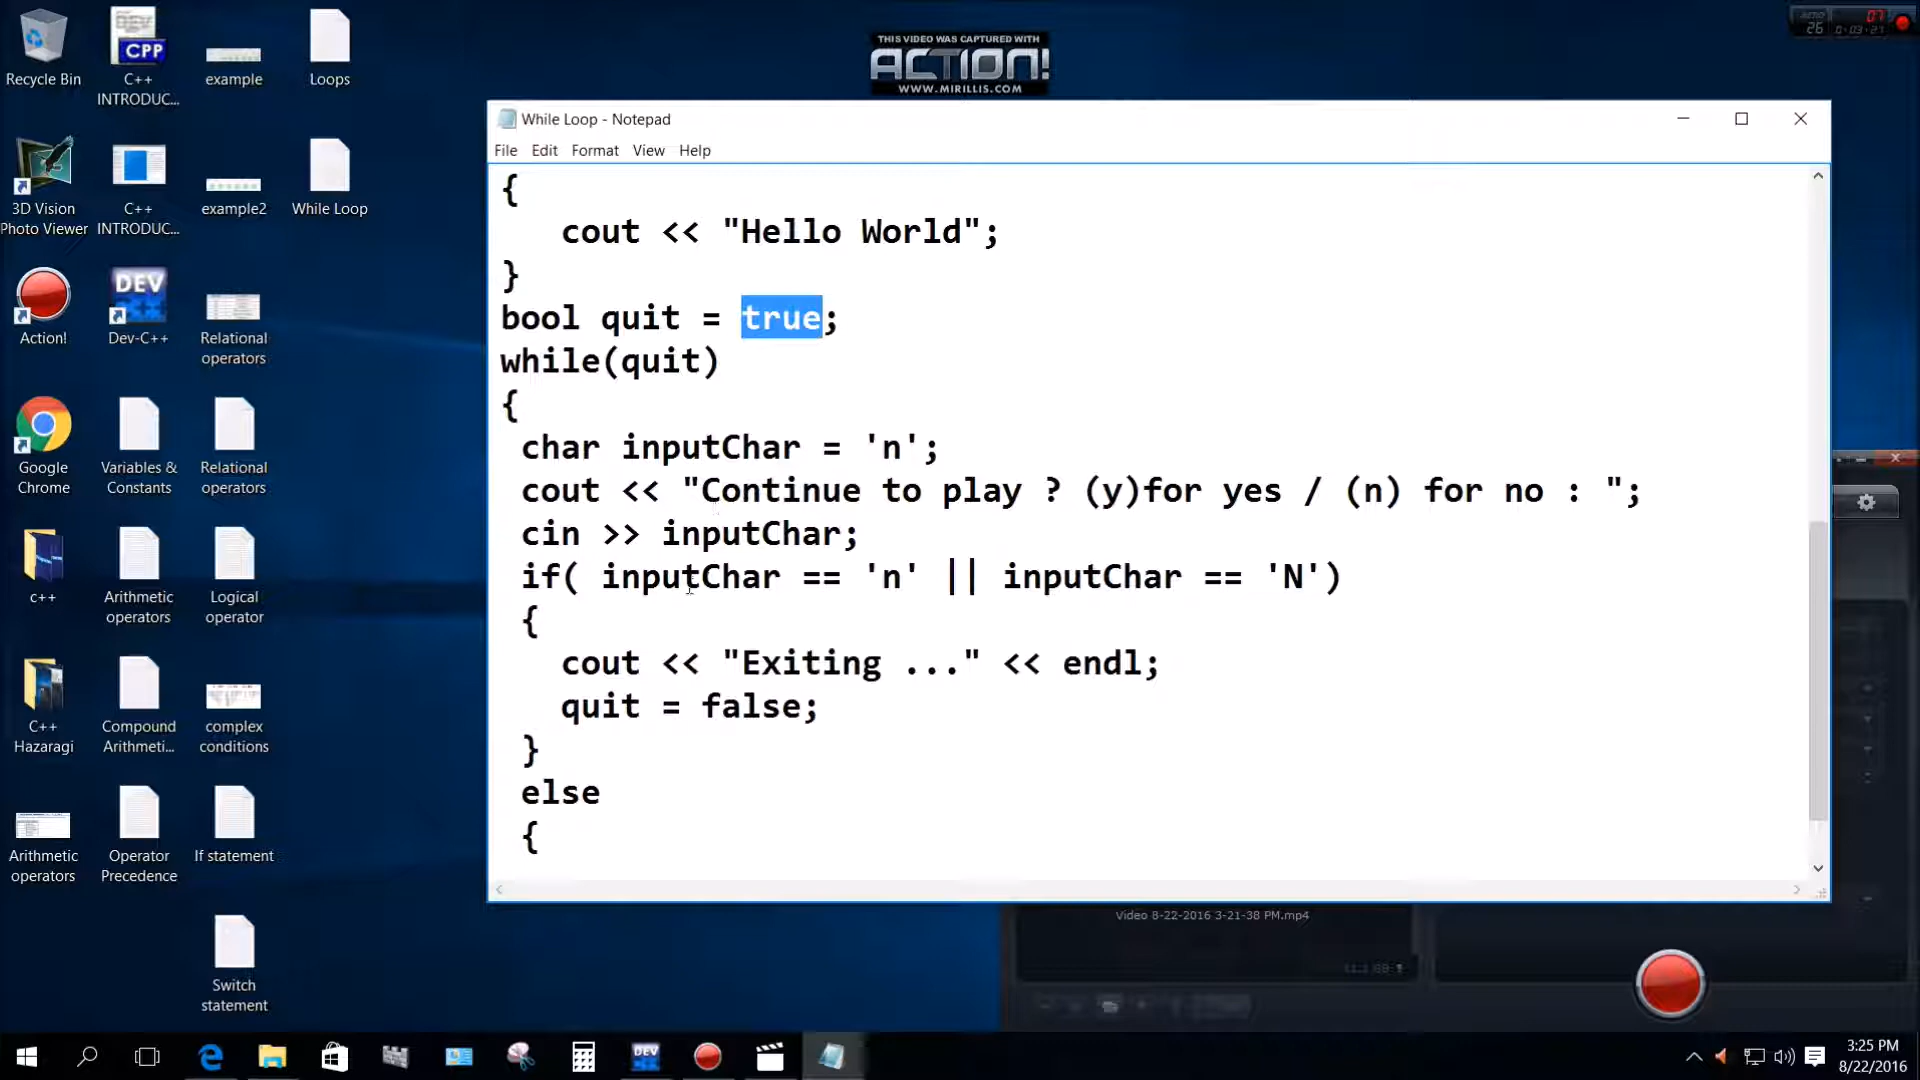 Recycle Bin
C++
INTRODUC...
example
Loops
3D Vision
Photo Viewer
C++
INTRODUC...
example2
While Loop
Action!
DEV
Dev-C++
Relational
operators
Google
Chrome
Variables &
Constants
Relational
operators
c++
Arithmetic
operators
Logical
operator
C++
Hazaragi
Compound
Arithmeti...
complex
conditions
Arithmetic
operators
Operator
Precedence
If statement
Switch
statement
CPP
THIS VIDEO WAS CAPTURED WITH
ACTION!
WWW.MIRILLIS.COM
While Loop - Notepad
File Edit Format View Help
{
cout << "Hello World";
}
bool quit = true;
while(quit)
{
char inputChar = 'n';
cout << "Continue to play ? (y)for yes / (n) for no : ";
cin >> inputChar;
if( inputChar == 'n' || inputChar == 'N')
{
cout << "Exiting ..." << endl;
quit = false;
}
else
{
Video 8-22-2016 3-21-38 PM.mp4
DEV
3:25 PM
8/22/2016